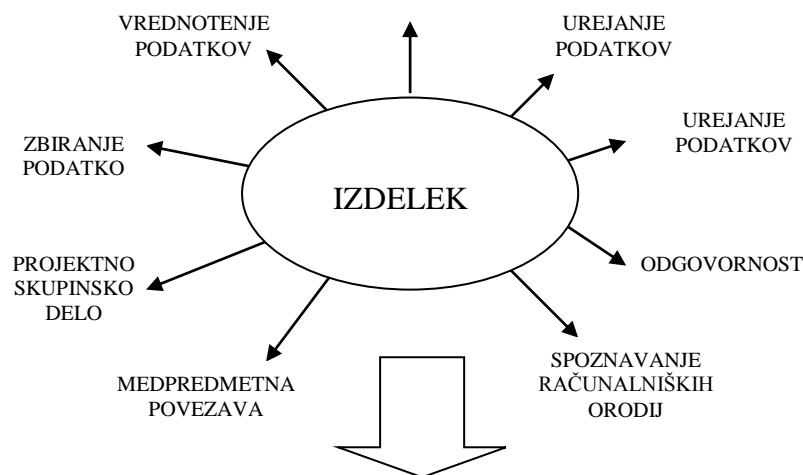 VREDNOTENJE
PODATKOV
UREJANJE
PODATKOV
ZBIRANJE
PODATKO
UREJANJE
PODATKOV
IZDELEK
PROJEKTNO
SKUPINSKO
DELO
ODGOVORNOST
MEDPREDMETNA
POVEZAVA
SPOZNAVANJE
RAČUNALNIŠKIH
ORODIJ